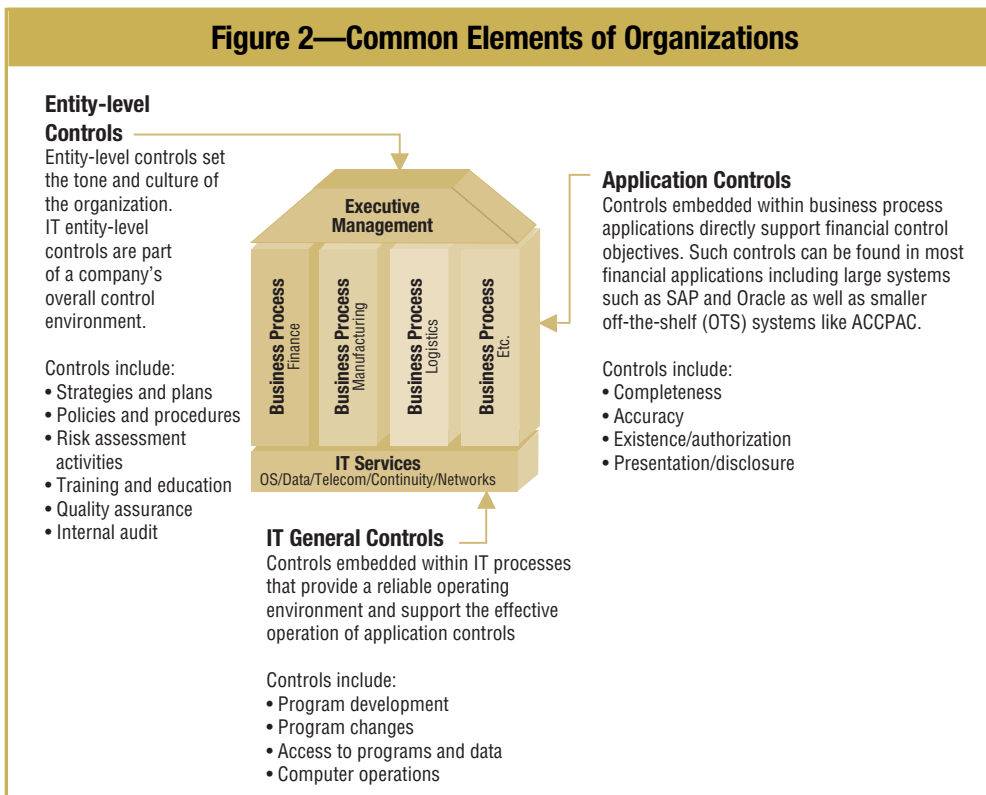 Figure 2—Common Elements of Organizations
Entity-level
Controls
Entity-level controls set
the tone and culture of
the organization.
IT entity-level
controls are part
of a company's
overall control
environment.
Controls include:
• Strategies and plans
• Policies and procedures
• Risk assessment
activities
• Training and education
• Quality assurance
• Internal audit
Executive
Management
Business Process
Finance
Business Process
Manufacturing
Business Process
Logistics
Business Process
Etc.
IT Services
OS/Data/Telecom/Continuity/Networks
Application Controls
Controls embedded within business process
applications directly support financial control
objectives. Such controls can be found in most
financial applications including large systems
such as SAP and Oracle as well as smaller
off-the-shelf (OTS) systems like ACCPAC.
Controls include:
• Completeness
• Accuracy
• Existence/authorization
• Presentation/disclosure
IT General Controls
Controls embedded within IT processes
that provide a reliable operating
environment and support the effective
operation of application controls
Controls include:
• Program development
• Program changes
• Access to programs and data
• Computer operations